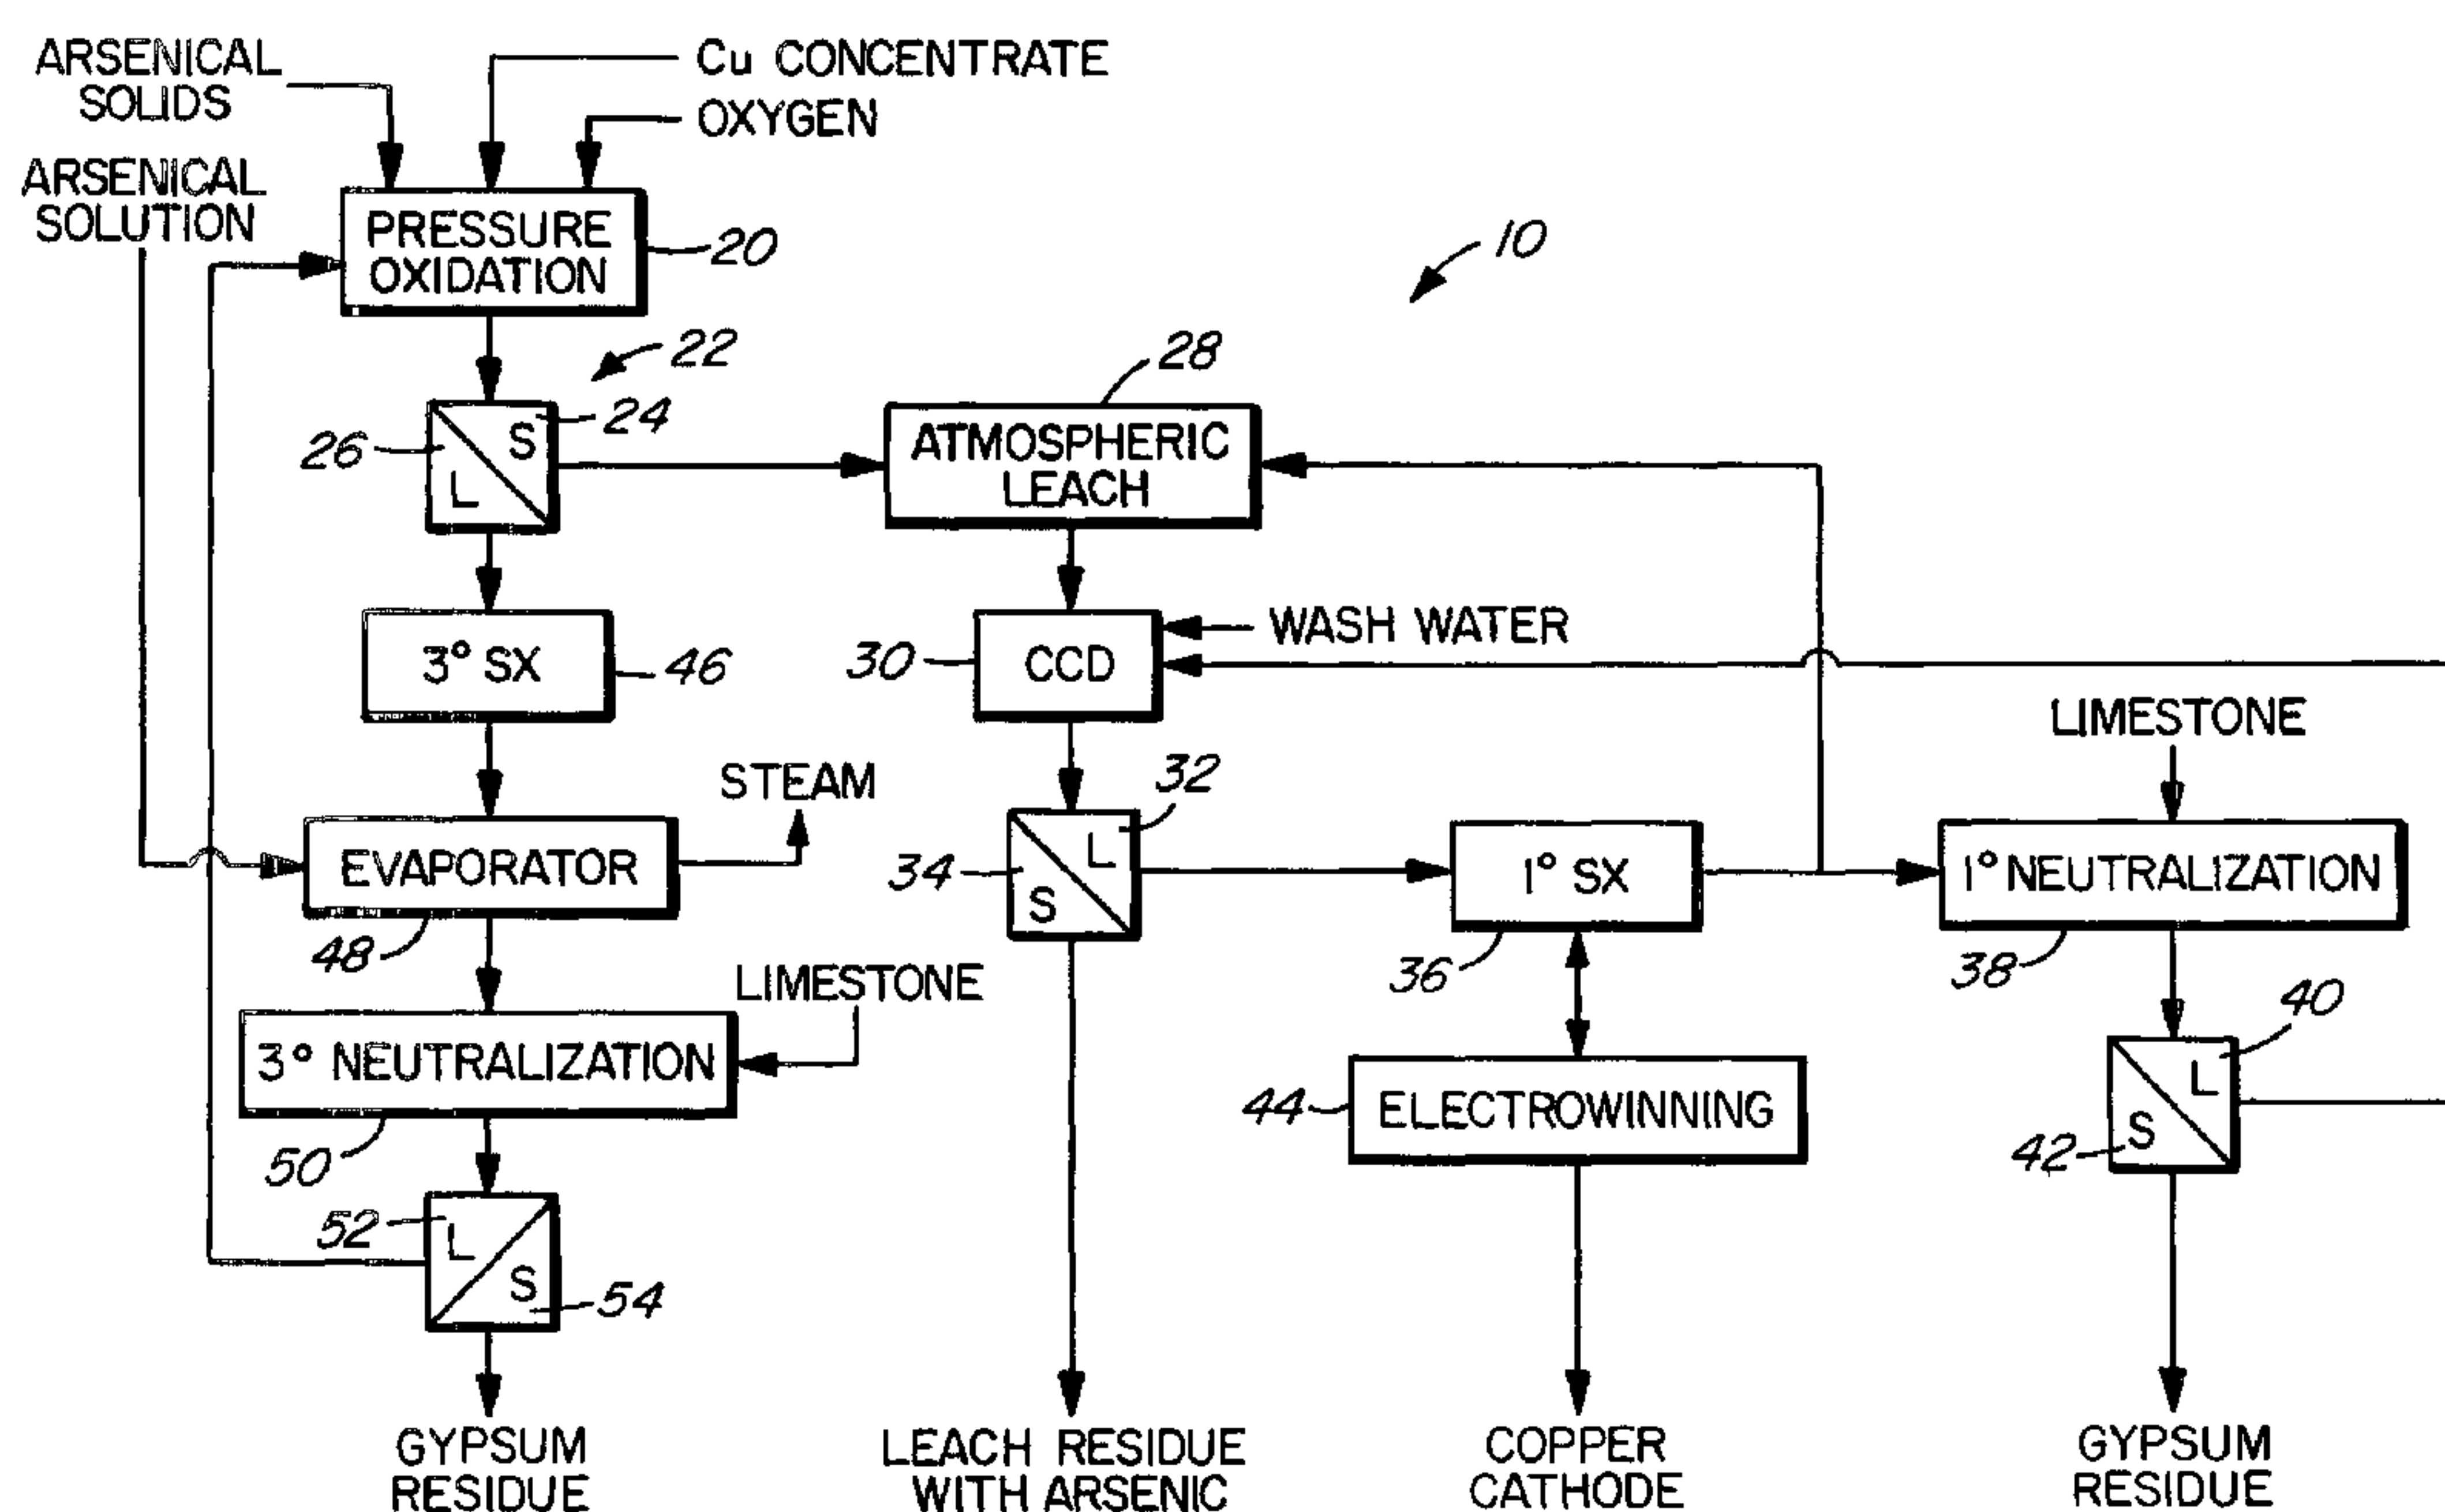 ARSENICAL
SOLIDS
Cu CONCENTRATE
OXYGEN
ARSENICAL
SOLUTION
PRESSURE
OXIDATION
20
10
22
28
24
26
S
L
ATMOSPHERIC
LEACH
3° SX
46
30
CCD
WASH WATER
LIMESTONE
STEAM
32
EVAPORATOR
34
L
S
1° SX
1° NEUTRALIZATION
48
36
38
LIMESTONE
40
3° NEUTRALIZATION
44
ELECTROWINNING
L
S
42
50
52
L
S
54
GYPSUM
RESIDUE
LEACH RESIDUE
WITH ARSENIC
COPPER
CATHODE
GYPSUM
RESIDUE